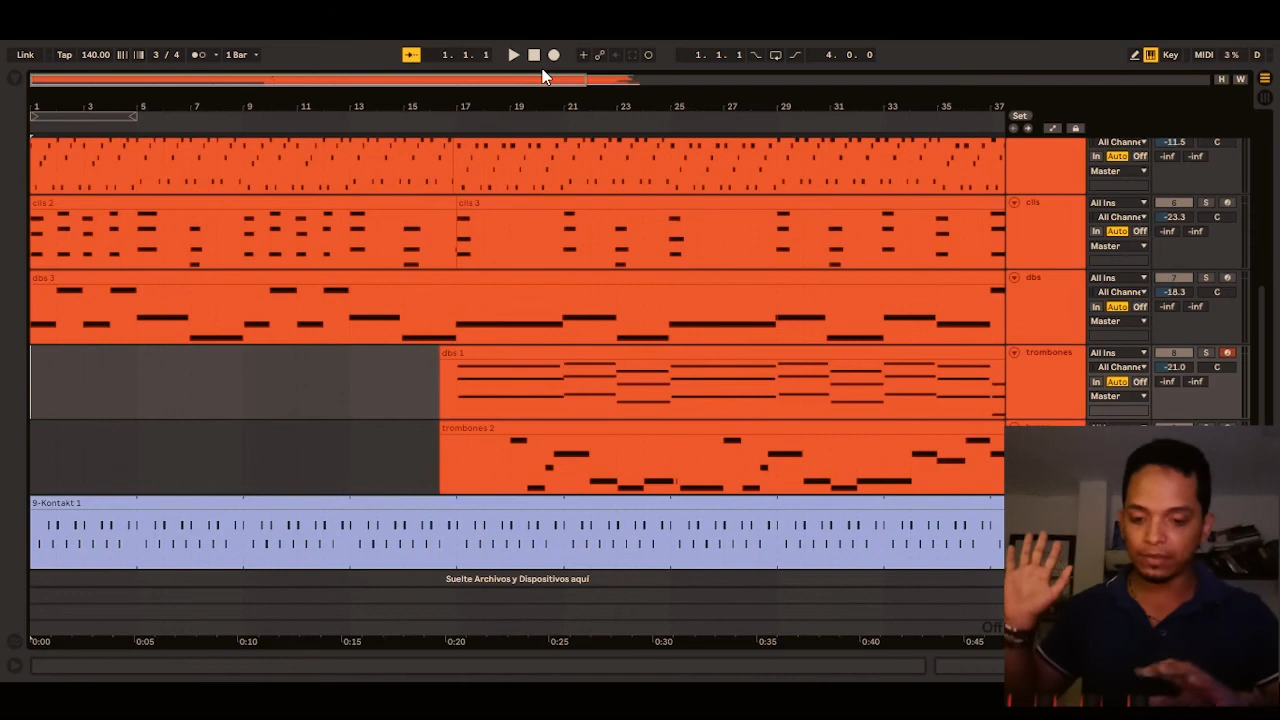 Link Tap 140.00 3 / 4 1 Bar 1. 1. 1 1. 1. 1 4. 0. 0 Key MIDI 3 % D
H W
1 3 5 7 9 11 13 15 17 19 21 23 25 27 29 31 33 35 37
Set
All Channe -11.5 C
In Auto Off -inf -inf
Master
clls 2 clls 3 clls All Ins 6 S
All Channe -23.3 C
In Auto Off -inf -inf
Master
dbs 3 dbs All Ins 7 S
All Channe -18.3 C
In Auto Off -inf -inf
Master
dbs 1 trombones All Ins 8 S
All Channe -21.0 C
In Auto Off -inf -inf
Master
trombones 2
9-Kontakt 1
Suelte Archivos y Dispositivos aquí
0:00 0:05 0:10 0:15 0:20 0:25 0:30 0:35 0:40 0:45